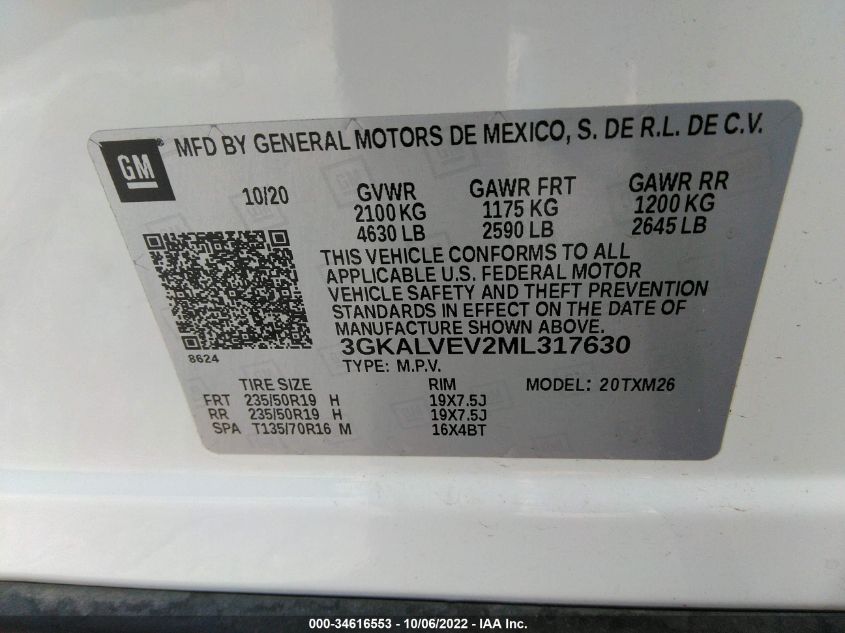 GM® MFD BY GENERAL MOTORS DE MEXICO, S. DE R.L. DE C.V.
10/20 GVWR GAWR FRT GAWR RR
2100 KG 1175 KG 1200 KG
4630 LB 2590 LB 2645 LB
THIS VEHICLE CONFORMS TO ALL
APPLICABLE U.S. FEDERAL MOTOR
VEHICLE SAFETY AND THEFT PREVENTION
STANDARDS IN EFFECT ON THE DATE OF
MANUFACTURE SHOWN ABOVE.
8624
3GKALVEV2ML317630
TYPE: M.P.V.
TIRE SIZE RIM MODEL: 20TXM26
FRT 235/50R19 H 19X7.5J
RR 235/50R19 H 19X7.5J
SPA T135/70R16 M 16X4BT
000-34616553 - 10/06/2022 - IAA Inc.